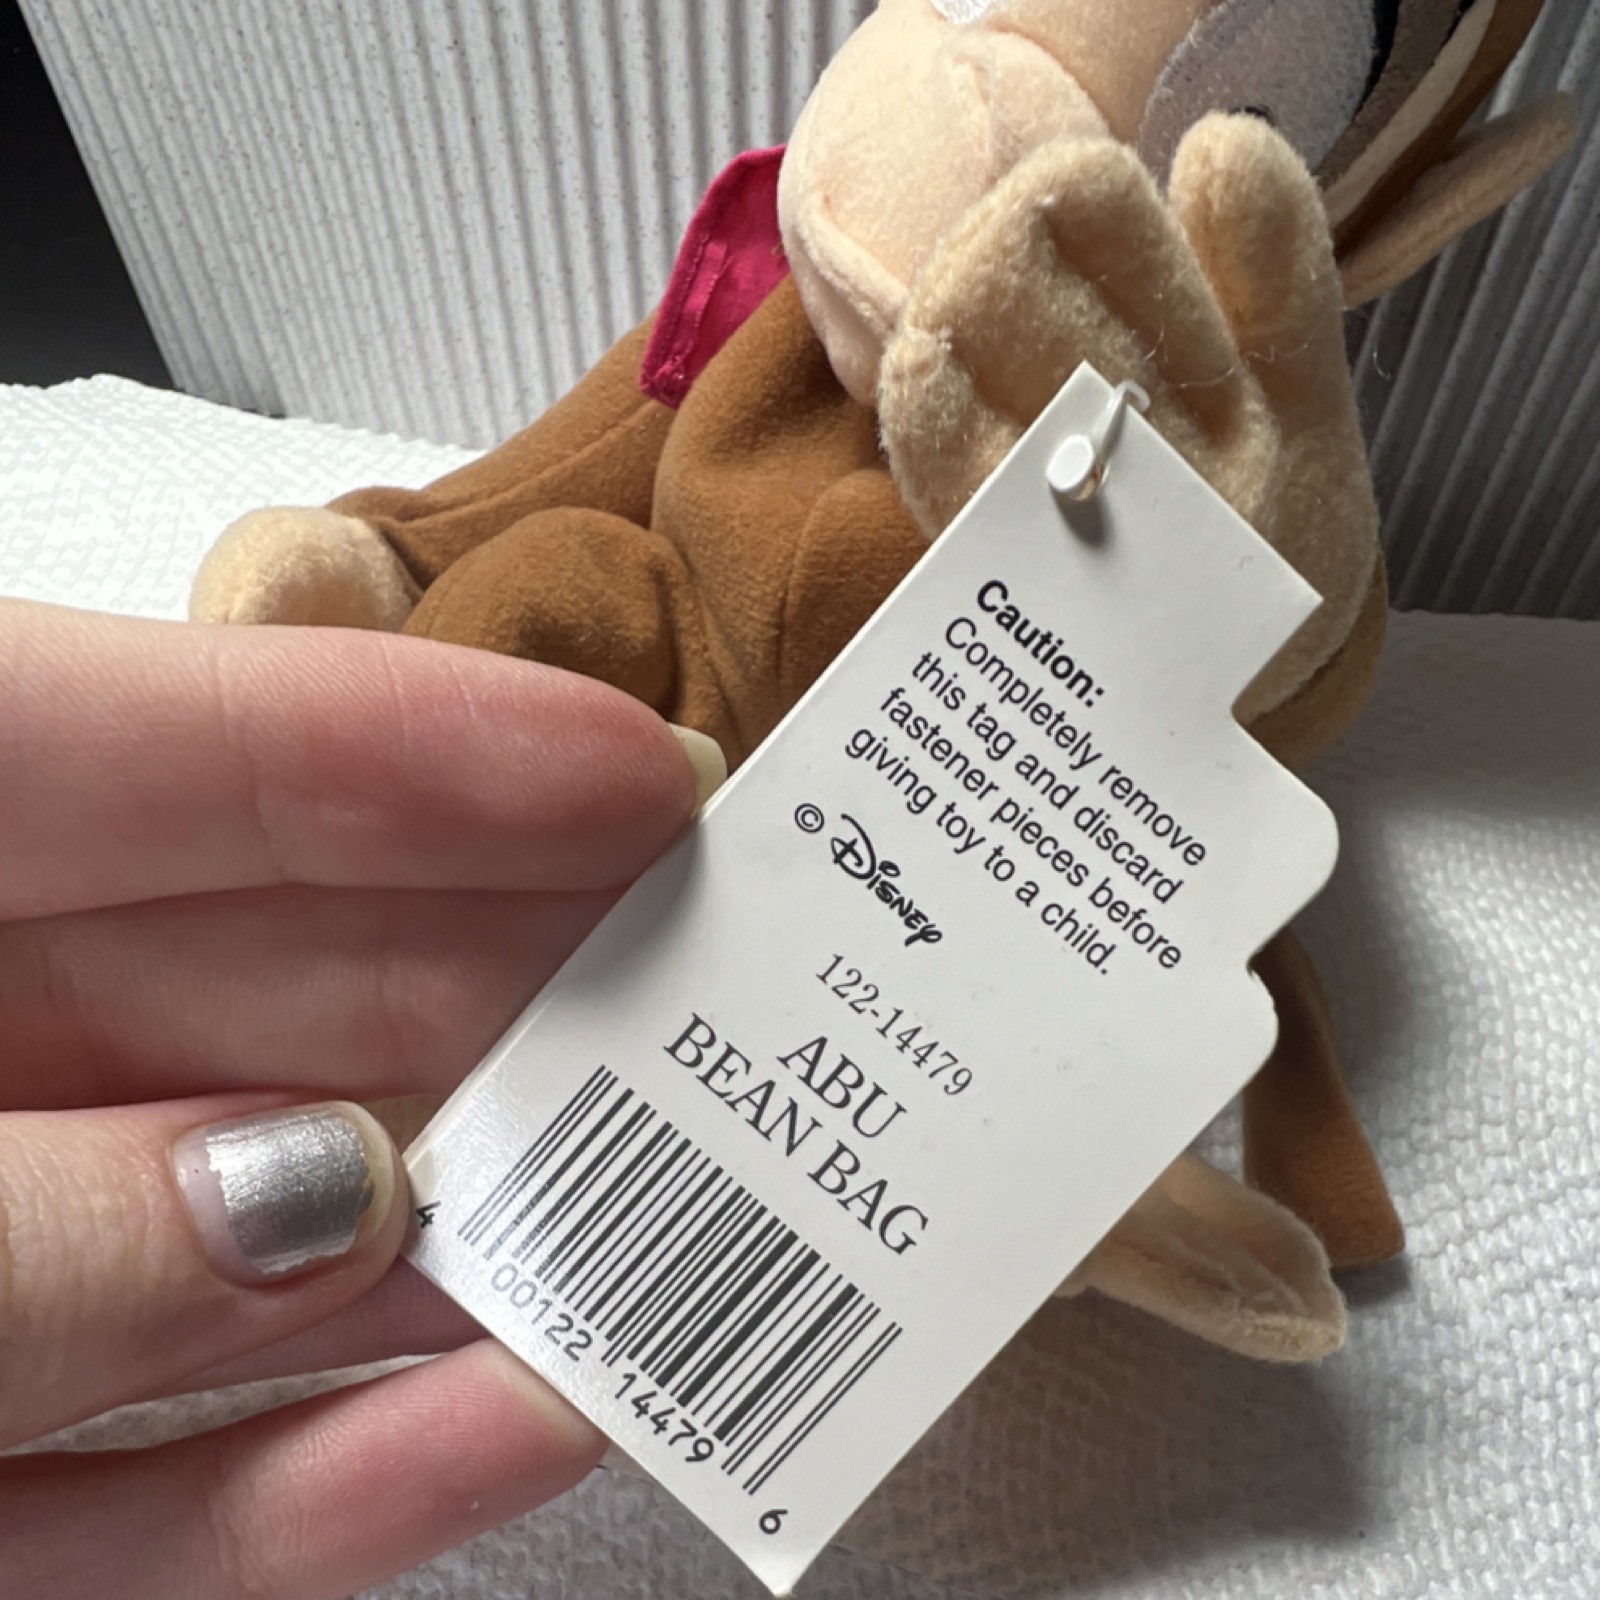 Caution:
Completely remove
this tag and discard
fastener pieces before
giving toy to a child.
© Disney
122-14479
ABU
BEAN BAG
4 00122 14479 6